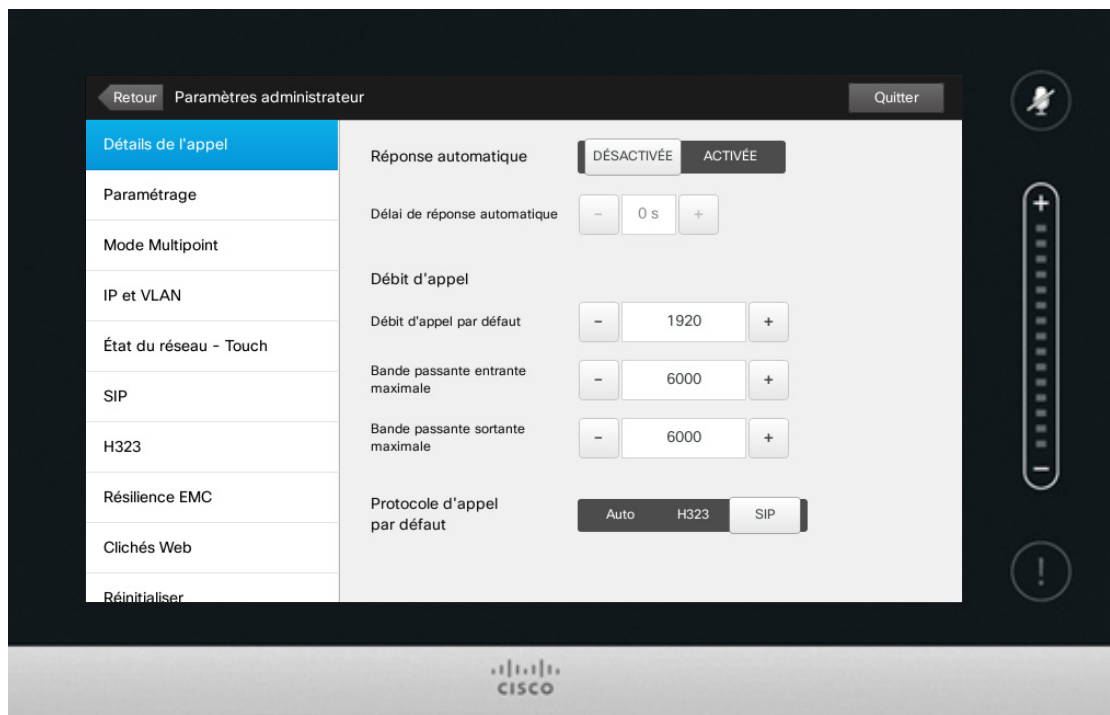 Retour Paramètres administrateur Quitter
Détails de l'appel
Paramétrage
Mode Multipoint
IP et VLAN
État du réseau - Touch
SIP
H323
Résilience EMC
Clichés Web
Réinitialiser
Réponse automatique DÉSACTIVÉE ACTIVÉE
Délai de réponse automatique - 0 s +
Débit d'appel
Débit d'appel par défaut - 1920 +
Bande passante entrante
maximale - 6000 +
Bande passante sortante
maximale - 6000 +
Protocole d'appel
par défaut Auto H323 SIP
+
-
!
CISCO